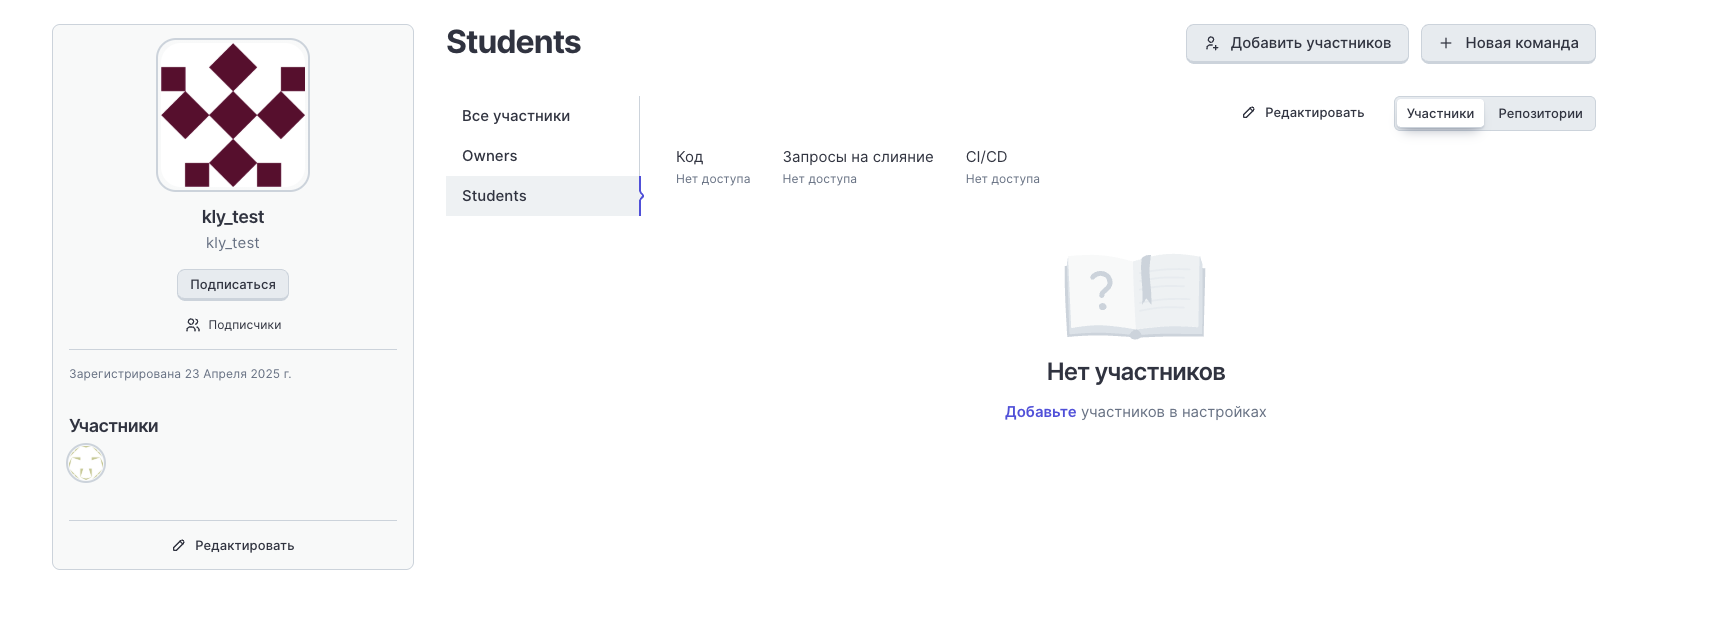 kly_test
kly_test
Подписаться
Подписчики
Зарегистрирована 23 Апреля 2025 г.
Участники
Редактировать
Students
Добавить участников
Новая команда
Все участники
Owners
Students
Редактировать
Участники
Репозитории
Код
Запросы на слияние
CI/CD
Нет доступа
Нет доступа
Нет доступа
?
Нет участников
Добавьте участников в настройках